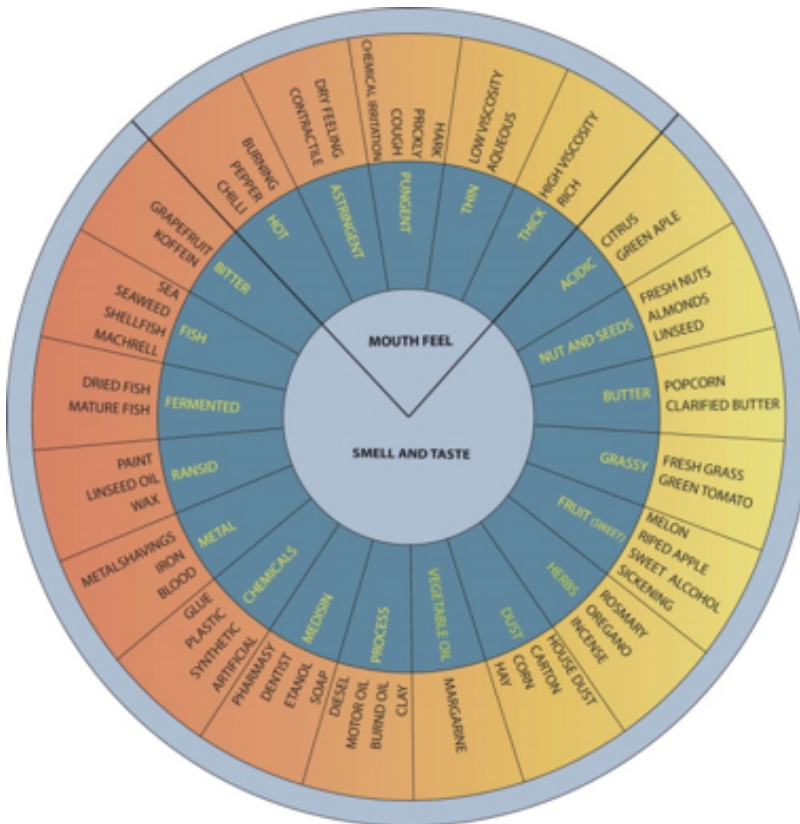 MOUTH FEEL
SMELL AND TASTE
HOT
BURNING
PEPPER
CHILLI
ASTRINGENT
DRY FEELING
CONTRACTILE
PUNGENT
CHEMICAL IRRITATION
COUGH
PRICKLY
HARK
THIN
LOW VISCOSITY
AQUEOUS
THICK
HIGH VISCOSITY
RICH
ACIDIC
CITRUS
GREEN APLE
NUT AND SEEDS
FRESH NUTS
ALMONDS
LINSEED
BUTTER
POPCORN
CLARIFIED BUTTER
GRASSY
FRESH GRASS
GREEN TOMATO
FRUIT (SWEET)
MELON
RIPED APPLE
SWEET ALCOHOL
SICKENING
HERBS
ROSMARY
OREGANO
INCENSE
DUST
HOUSE DUST
CARTON
CORN
HAY
VEGETABLE OIL
MARGARINE
PROCESS
DIESEL
MOTOR OIL
BURND OIL
CLAY
MEDISIN
PHARMASY
DENTIST
ETANOL
SOAP
CHEMICALS
GLUE
PLASTIC
SYNTHETIC
ARTIFICIAL
METAL
METALSHAVINGS
IRON
BLOOD
RANSID
PAINT
LINSEED OIL
WAX
FERMENTED
DRIED FISH
MATURE FISH
FISH
SEA
SEAWEED
SHELLFISH
MACHRELL
BITTER
GRAPEFRUIT
KOFFEIN